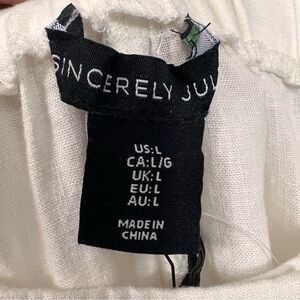 SINCERELY JUL
US:L
CA:L/G
UK:L
EU:L
AU:L
MADE IN
CHINA